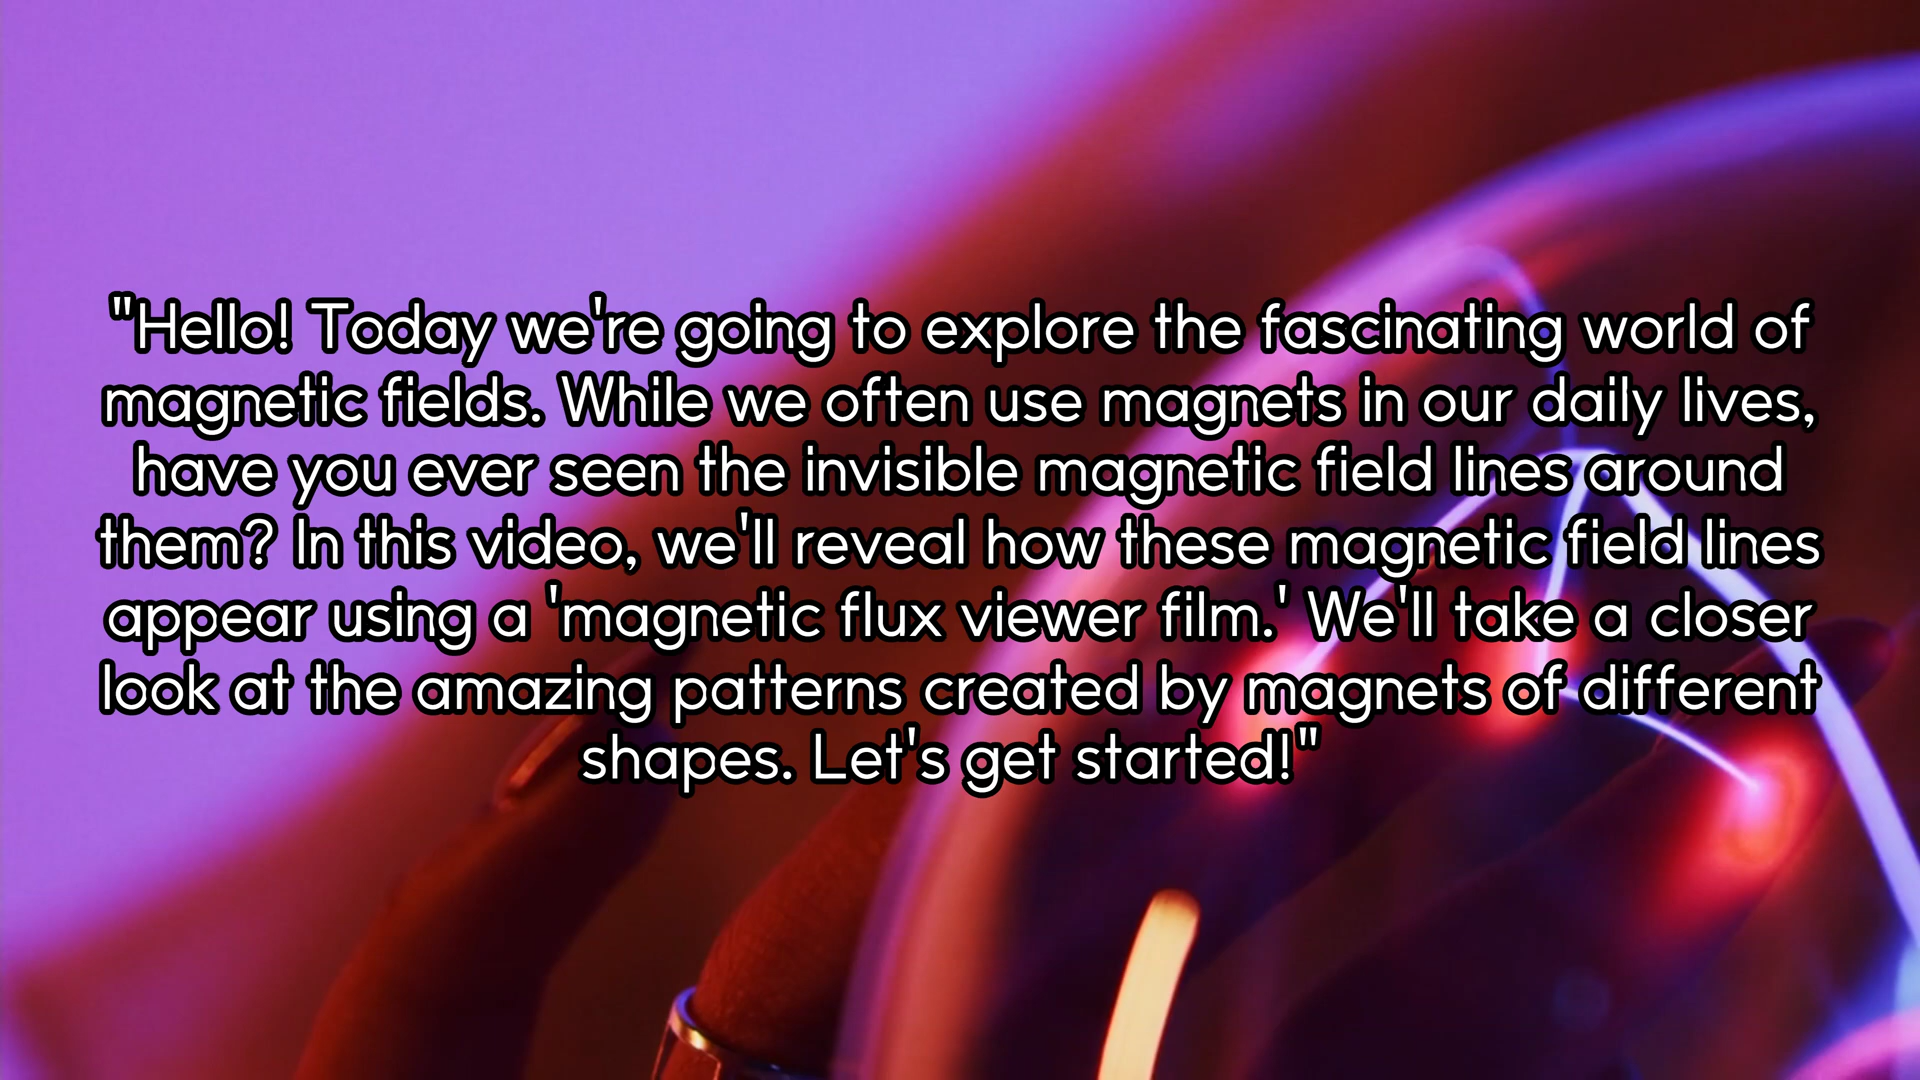 "Hello! Today we're going to explore the fascinating world of
magnetic fields. While we often use magnets in our daily lives,
have you ever seen the invisible magnetic field lines around
them? In this video, we'll reveal how these magnetic field lines
appear using a 'magnetic flux viewer film.' We'll take a closer
look at the amazing patterns created by magnets of different
shapes. Let's get started!"